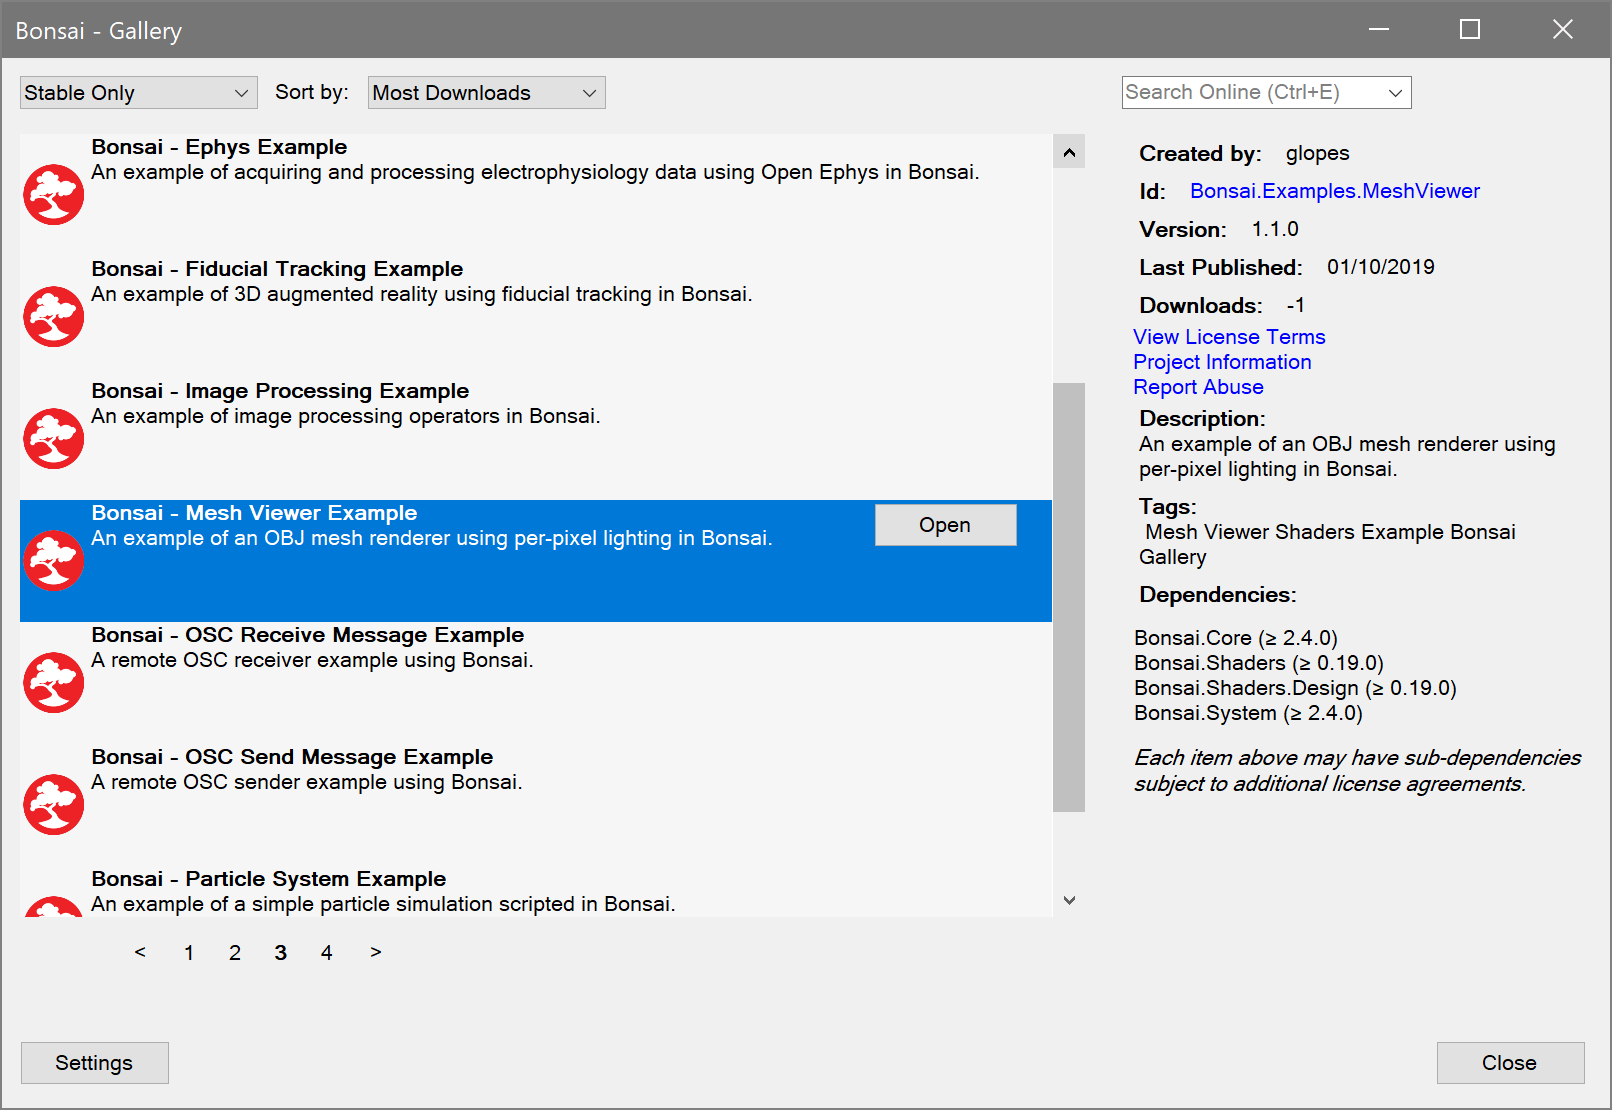 Bonsai - Gallery
Stable Only
Sort by:
Most Downloads
Search Online (Ctrl+E)
Bonsai - Ephys Example
An example of acquiring and processing electrophysiology data using Open Ephys in Bonsai.
Bonsai - Fiducial Tracking Example
An example of 3D augmented reality using fiducial tracking in Bonsai.
Bonsai - Image Processing Example
An example of image processing operators in Bonsai.
Bonsai - Mesh Viewer Example
An example of an OBJ mesh renderer using per-pixel lighting in Bonsai.
Open
Bonsai - OSC Receive Message Example
A remote OSC receiver example using Bonsai.
Bonsai - OSC Send Message Example
A remote OSC sender example using Bonsai.
Bonsai - Particle System Example
An example of a simple particle simulation scripted in Bonsai.
< 1 2 3 4 >
Created by: glopes
Id: Bonsai.Examples.MeshViewer
Version: 1.1.0
Last Published: 01/10/2019
Downloads: -1
View License Terms
Project Information
Report Abuse
Description:
An example of an OBJ mesh renderer using
per-pixel lighting in Bonsai.
Tags:
Mesh Viewer Shaders Example Bonsai
Gallery
Dependencies:
Bonsai.Core (≥ 2.4.0)
Bonsai.Shaders (≥ 0.19.0)
Bonsai.Shaders.Design (≥ 0.19.0)
Bonsai.System (≥ 2.4.0)
Each item above may have sub-dependencies
subject to additional license agreements.
Settings
Close